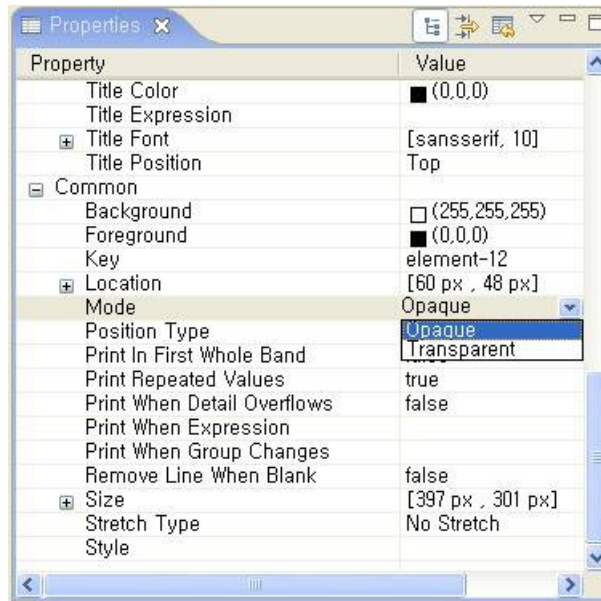 Properties
Property Value
Title Color (0,0,0)
Title Expression
Title Font [sansserif, 10]
Title Position Top
Common
Background (255,255,255)
Foreground (0,0,0)
Key element-12
Location [60 px , 48 px]
Mode Opaque
Position Type Opaque
Print In First Whole Band Transparent
Print Repeated Values true
Print When Detail Overflows false
Print When Expression
Print When Group Changes
Remove Line When Blank false
Size [397 px , 301 px]
Stretch Type No Stretch
Style